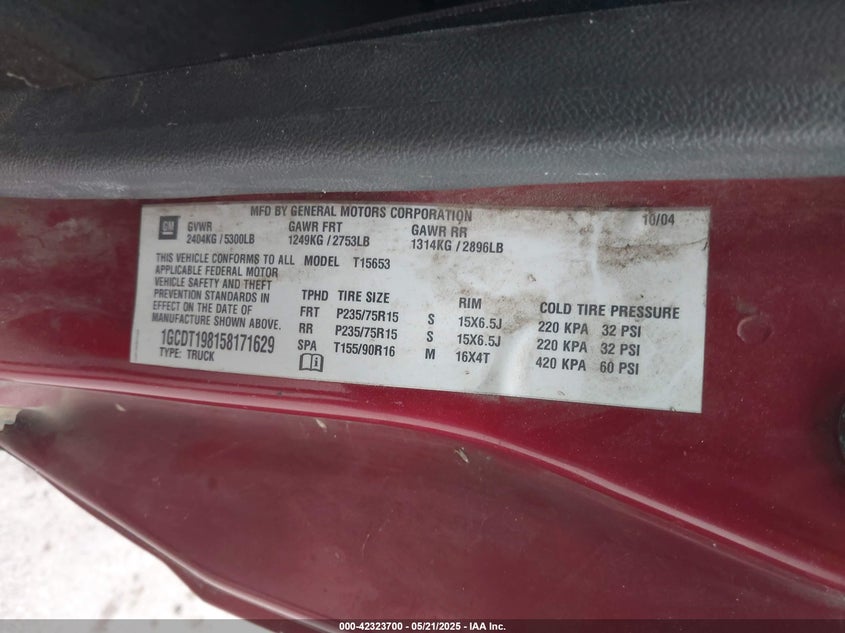 MFD BY GENERAL MOTORS CORPORATION 10/04
GM GVWR GAWR FRT GAWR RR
2404KG / 5300LB 1249KG / 2753LB 1314KG / 2896LB
THIS VEHICLE CONFORMS TO ALL MODEL T15653
APPLICABLE FEDERAL MOTOR
VEHICLE SAFETY AND THEFT
PREVENTION STANDARDS IN
EFFECT ON THE DATE OF
MANUFACTURE SHOWN ABOVE.
1GCDT198158171629
TYPE: TRUCK
TPHD TIRE SIZE RIM COLD TIRE PRESSURE
FRT P235/75R15 S 15X6.5J 220 KPA 32 PSI
RR P235/75R15 S 15X6.5J 220 KPA 32 PSI
SPA T155/90R16 M 16X4T 420 KPA 60 PSI
000-42323700 - 05/21/2025 - IAA Inc.